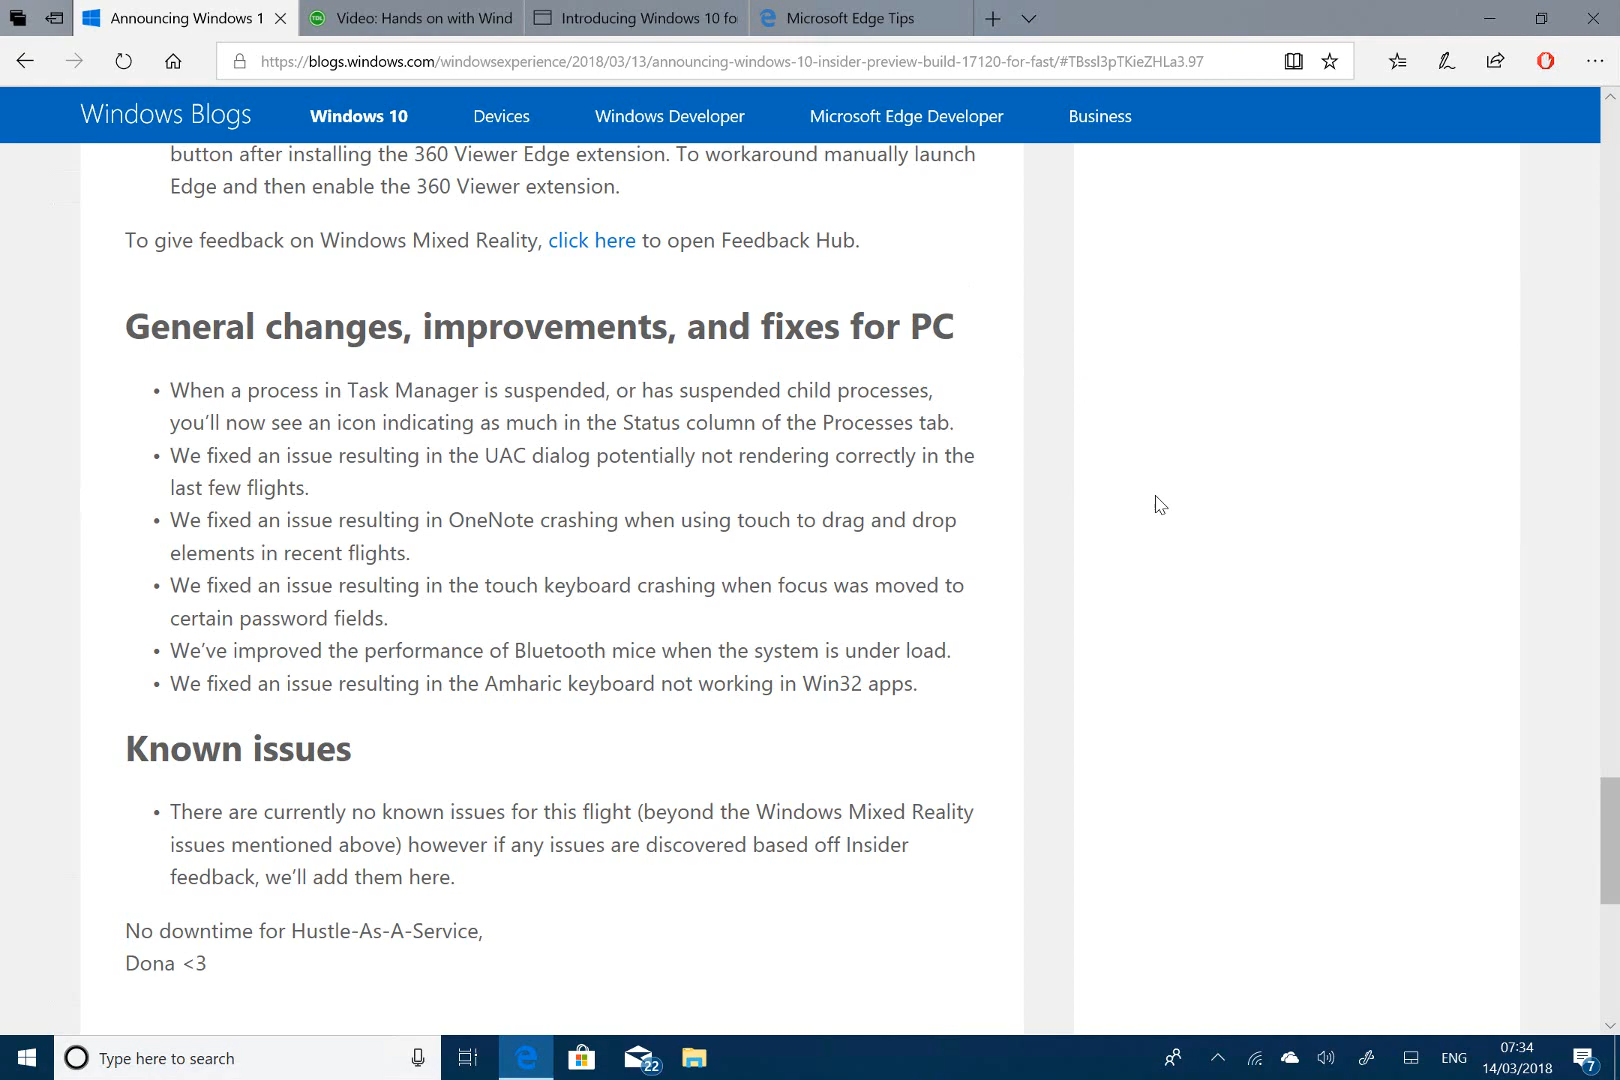 Announcing Windows 1
Video: Hands on with Wind
Introducing Windows 10 fo
Microsoft Edge Tips
https://blogs.windows.com/windowsexperience/2018/03/13/announcing-windows-10-insider-preview-build-17120-for-fast/#TBssl3pTKieZHLa3.97
Windows Blogs
Windows 10
Devices
Windows Developer
Microsoft Edge Developer
Business
button after installing the 360 Viewer Edge extension. To workaround manually launch
Edge and then enable the 360 Viewer extension.
To give feedback on Windows Mixed Reality, click here to open Feedback Hub.
General changes, improvements, and fixes for PC
• When a process in Task Manager is suspended, or has suspended child processes,
you’ll now see an icon indicating as much in the Status column of the Processes tab.
• We fixed an issue resulting in the UAC dialog potentially not rendering correctly in the
last few flights.
• We fixed an issue resulting in OneNote crashing when using touch to drag and drop
elements in recent flights.
• We fixed an issue resulting in the touch keyboard crashing when focus was moved to
certain password fields.
• We’ve improved the performance of Bluetooth mice when the system is under load.
• We fixed an issue resulting in the Amharic keyboard not working in Win32 apps.
Known issues
• There are currently no known issues for this flight (beyond the Windows Mixed Reality
issues mentioned above) however if any issues are discovered based off Insider
feedback, we’ll add them here.
No downtime for Hustle-As-A-Service,
Dona <3
Type here to search
22
ENG
07:34
14/03/2018
7